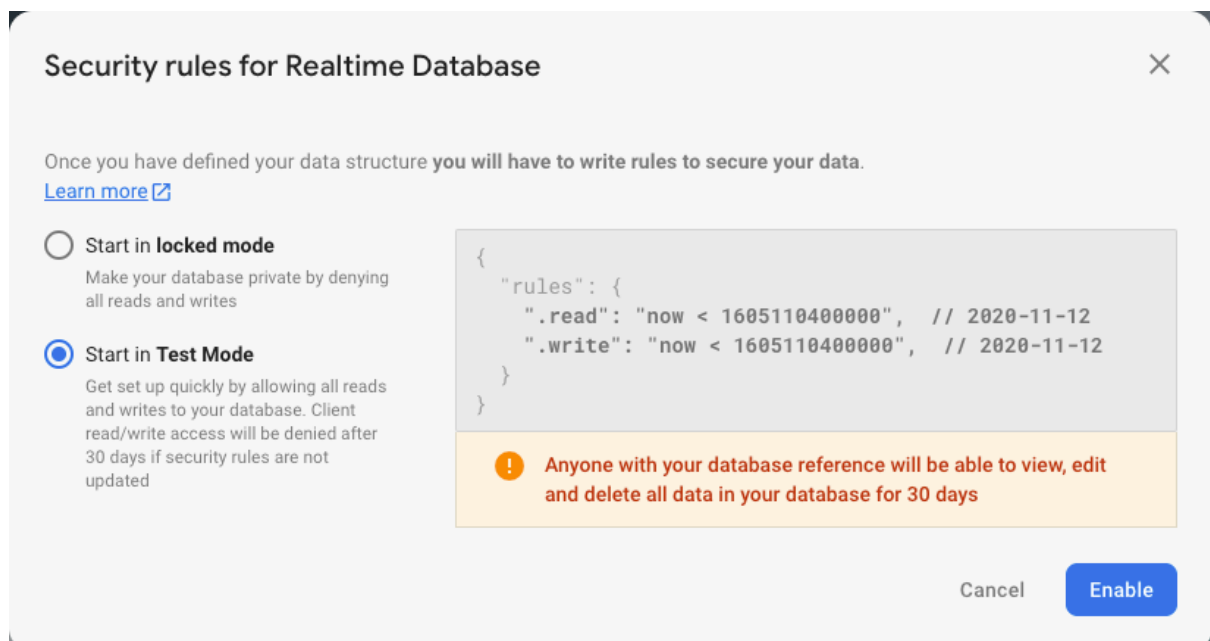 Security rules for Realtime Database
Once you have defined your data structure you will have to write rules to secure your data.
Learn more
Start in locked mode
Make your database private by denying
all reads and writes
Start in Test Mode
Get set up quickly by allowing all reads
and writes to your database. Client
read/write access will be denied after
30 days if security rules are not
updated
{
"rules": {
".read": "now < 1605110400000",  // 2020-11-12
".write": "now < 1605110400000",  // 2020-11-12
}
}
Anyone with your database reference will be able to view, edit
and delete all data in your database for 30 days
Cancel
Enable